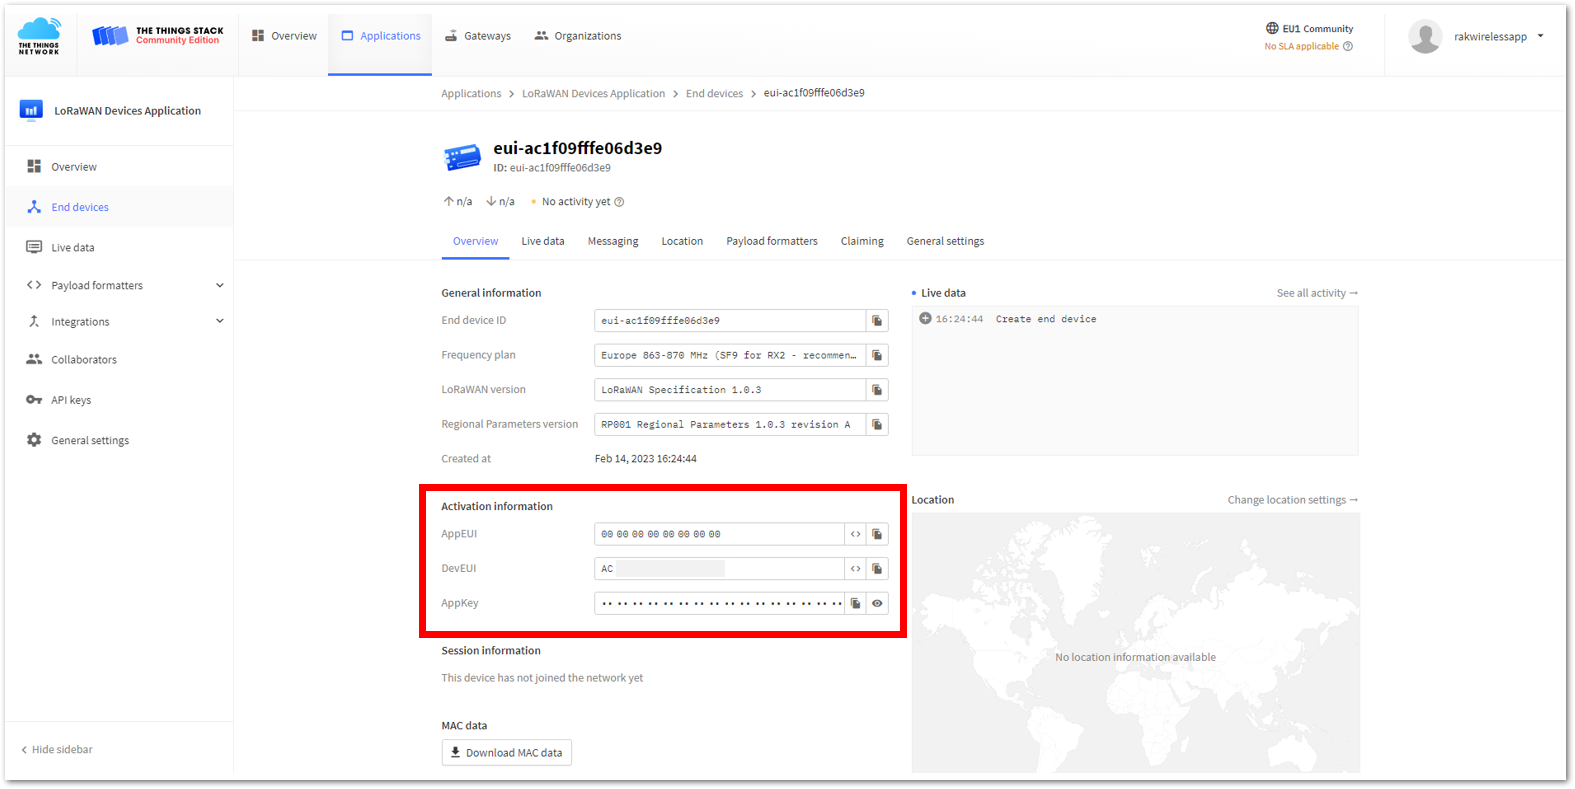 THE THINGS
NETWORK
THE THINGS STACK
Community Edition
Overview
Applications
Gateways
Organizations
EU1 Community
No SLA applicable
rakwirelessapp
LoRaWAN Devices Application
Overview
End devices
Live data
Payload formatters
Integrations
Collaborators
API keys
General settings
Hide sidebar
Applications > LoRaWAN Devices Application > End devices > eui-ac1f09fffe06d3e9
eui-ac1f09fffe06d3e9
ID: eui-ac1f09fffe06d3e9
↑ n/a ↓ n/a • No activity yet
Overview Live data Messaging Location Payload formatters Claiming General settings
General information
End device ID eui-ac1f09fffe06d3e9
Frequency plan Europe 863-870 MHz (SF9 for RX2 - recommen…
LoRaWAN version LoRaWAN Specification 1.0.3
Regional Parameters version RP001 Regional Parameters 1.0.3 revision A
Created at Feb 14, 2023 16:24:44
Activation information
AppEUI 00 00 00 00 00 00 00 00
DevEUI AC
AppKey •• •• •• •• •• •• •• •• •• •• •• •• •• •• •• ••
Session information
This device has not joined the network yet
MAC data
Download MAC data
• Live data See all activity →
16:24:44 Create end device
Location Change location settings →
No location information available